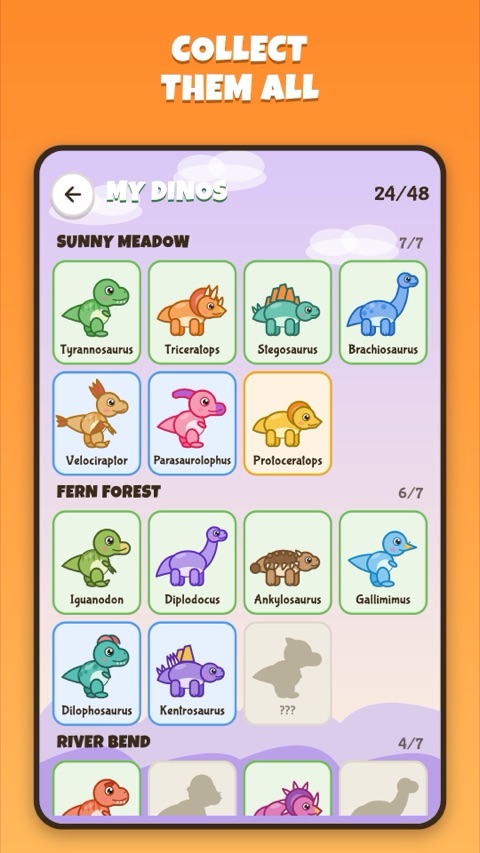 COLLECT
THEM ALL
MY DINOS
24/48
SUNNY MEADOW
7/7
Tyrannosaurus
Triceratops
Stegosaurus
Brachiosaurus
Velociraptor
Parasaurolophus
Protoceratops
FERN FOREST
6/7
Iguanodon
Diplodocus
Ankylosaurus
Gallimimus
Dilophosaurus
Kentrosaurus
???
RIVER BEND
4/7